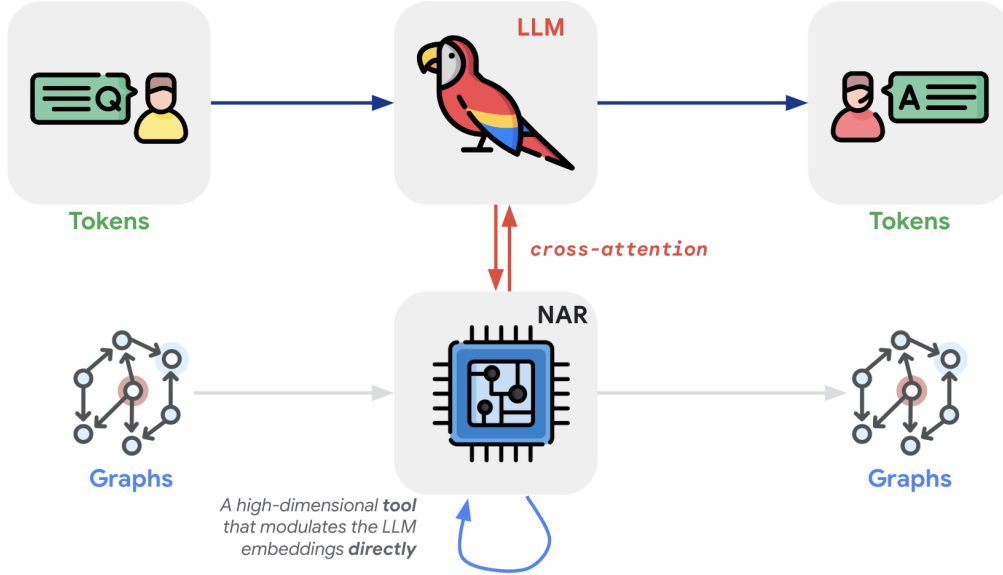 LLM
Q
A
Tokens
Tokens
cross-attention
NAR
Graphs
Graphs
A high-dimensional tool
that modulates the LLM
embeddings directly